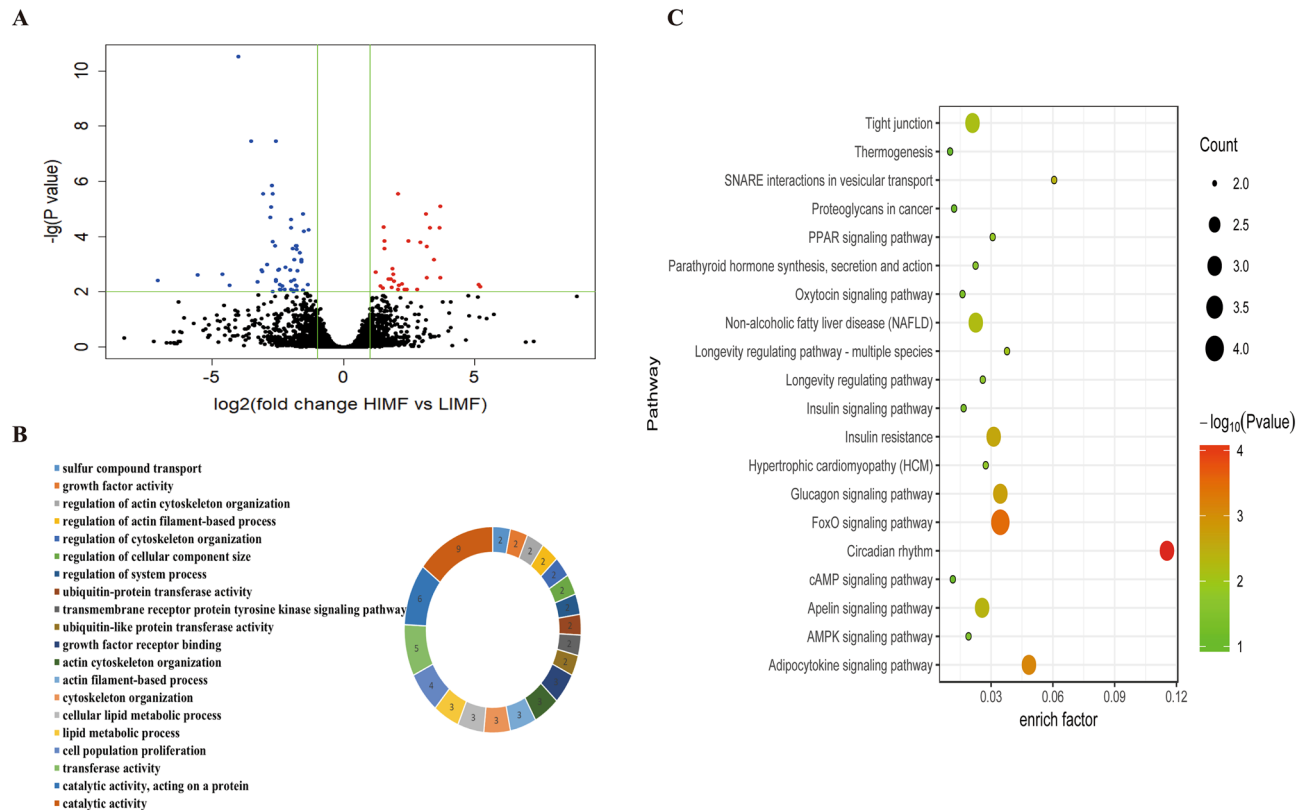 A
10
8
6
4
2
0
-lg(P value)
-5
0
5
log2(fold change HIMF vs LIMF)
B
sulfur compound transport
growth factor activity
regulation of actin cytoskeleton organization
regulation of actin filament-based process
regulation of cytoskeleton organization
regulation of cellular component size
regulation of system process
ubiquitin-protein transferase activity
transmembrane receptor protein tyrosine kinase signaling pathway
ubiquitin-like protein transferase activity
growth factor receptor binding
actin cytoskeleton organization
actin filament-based process
cytoskeleton organization
cellular lipid metabolic process
lipid metabolic process
cell population proliferation
transferase activity
catalytic activity, acting on a protein
catalytic activity
2
2
2
2
2
2
2
2
2
2
3
3
3
3
3
4
5
6
9
C
Pathway
Tight junction
Thermogenesis
SNARE interactions in vesicular transport
Proteoglycans in cancer
PPAR signaling pathway
Parathyroid hormone synthesis, secretion and action
Oxytocin signaling pathway
Non-alcoholic fatty liver disease (NAFLD)
Longevity regulating pathway - multiple species
Longevity regulating pathway
Insulin signaling pathway
Insulin resistance
Hypertrophic cardiomyopathy (HCM)
Glucagon signaling pathway
FoxO signaling pathway
Circadian rhythm
cAMP signaling pathway
Apelin signaling pathway
AMPK signaling pathway
Adipocytokine signaling pathway
0.03
0.06
0.09
0.12
enrich factor
Count
2.0
2.5
3.0
3.5
4.0
−log10(Pvalue)
4
3
2
1